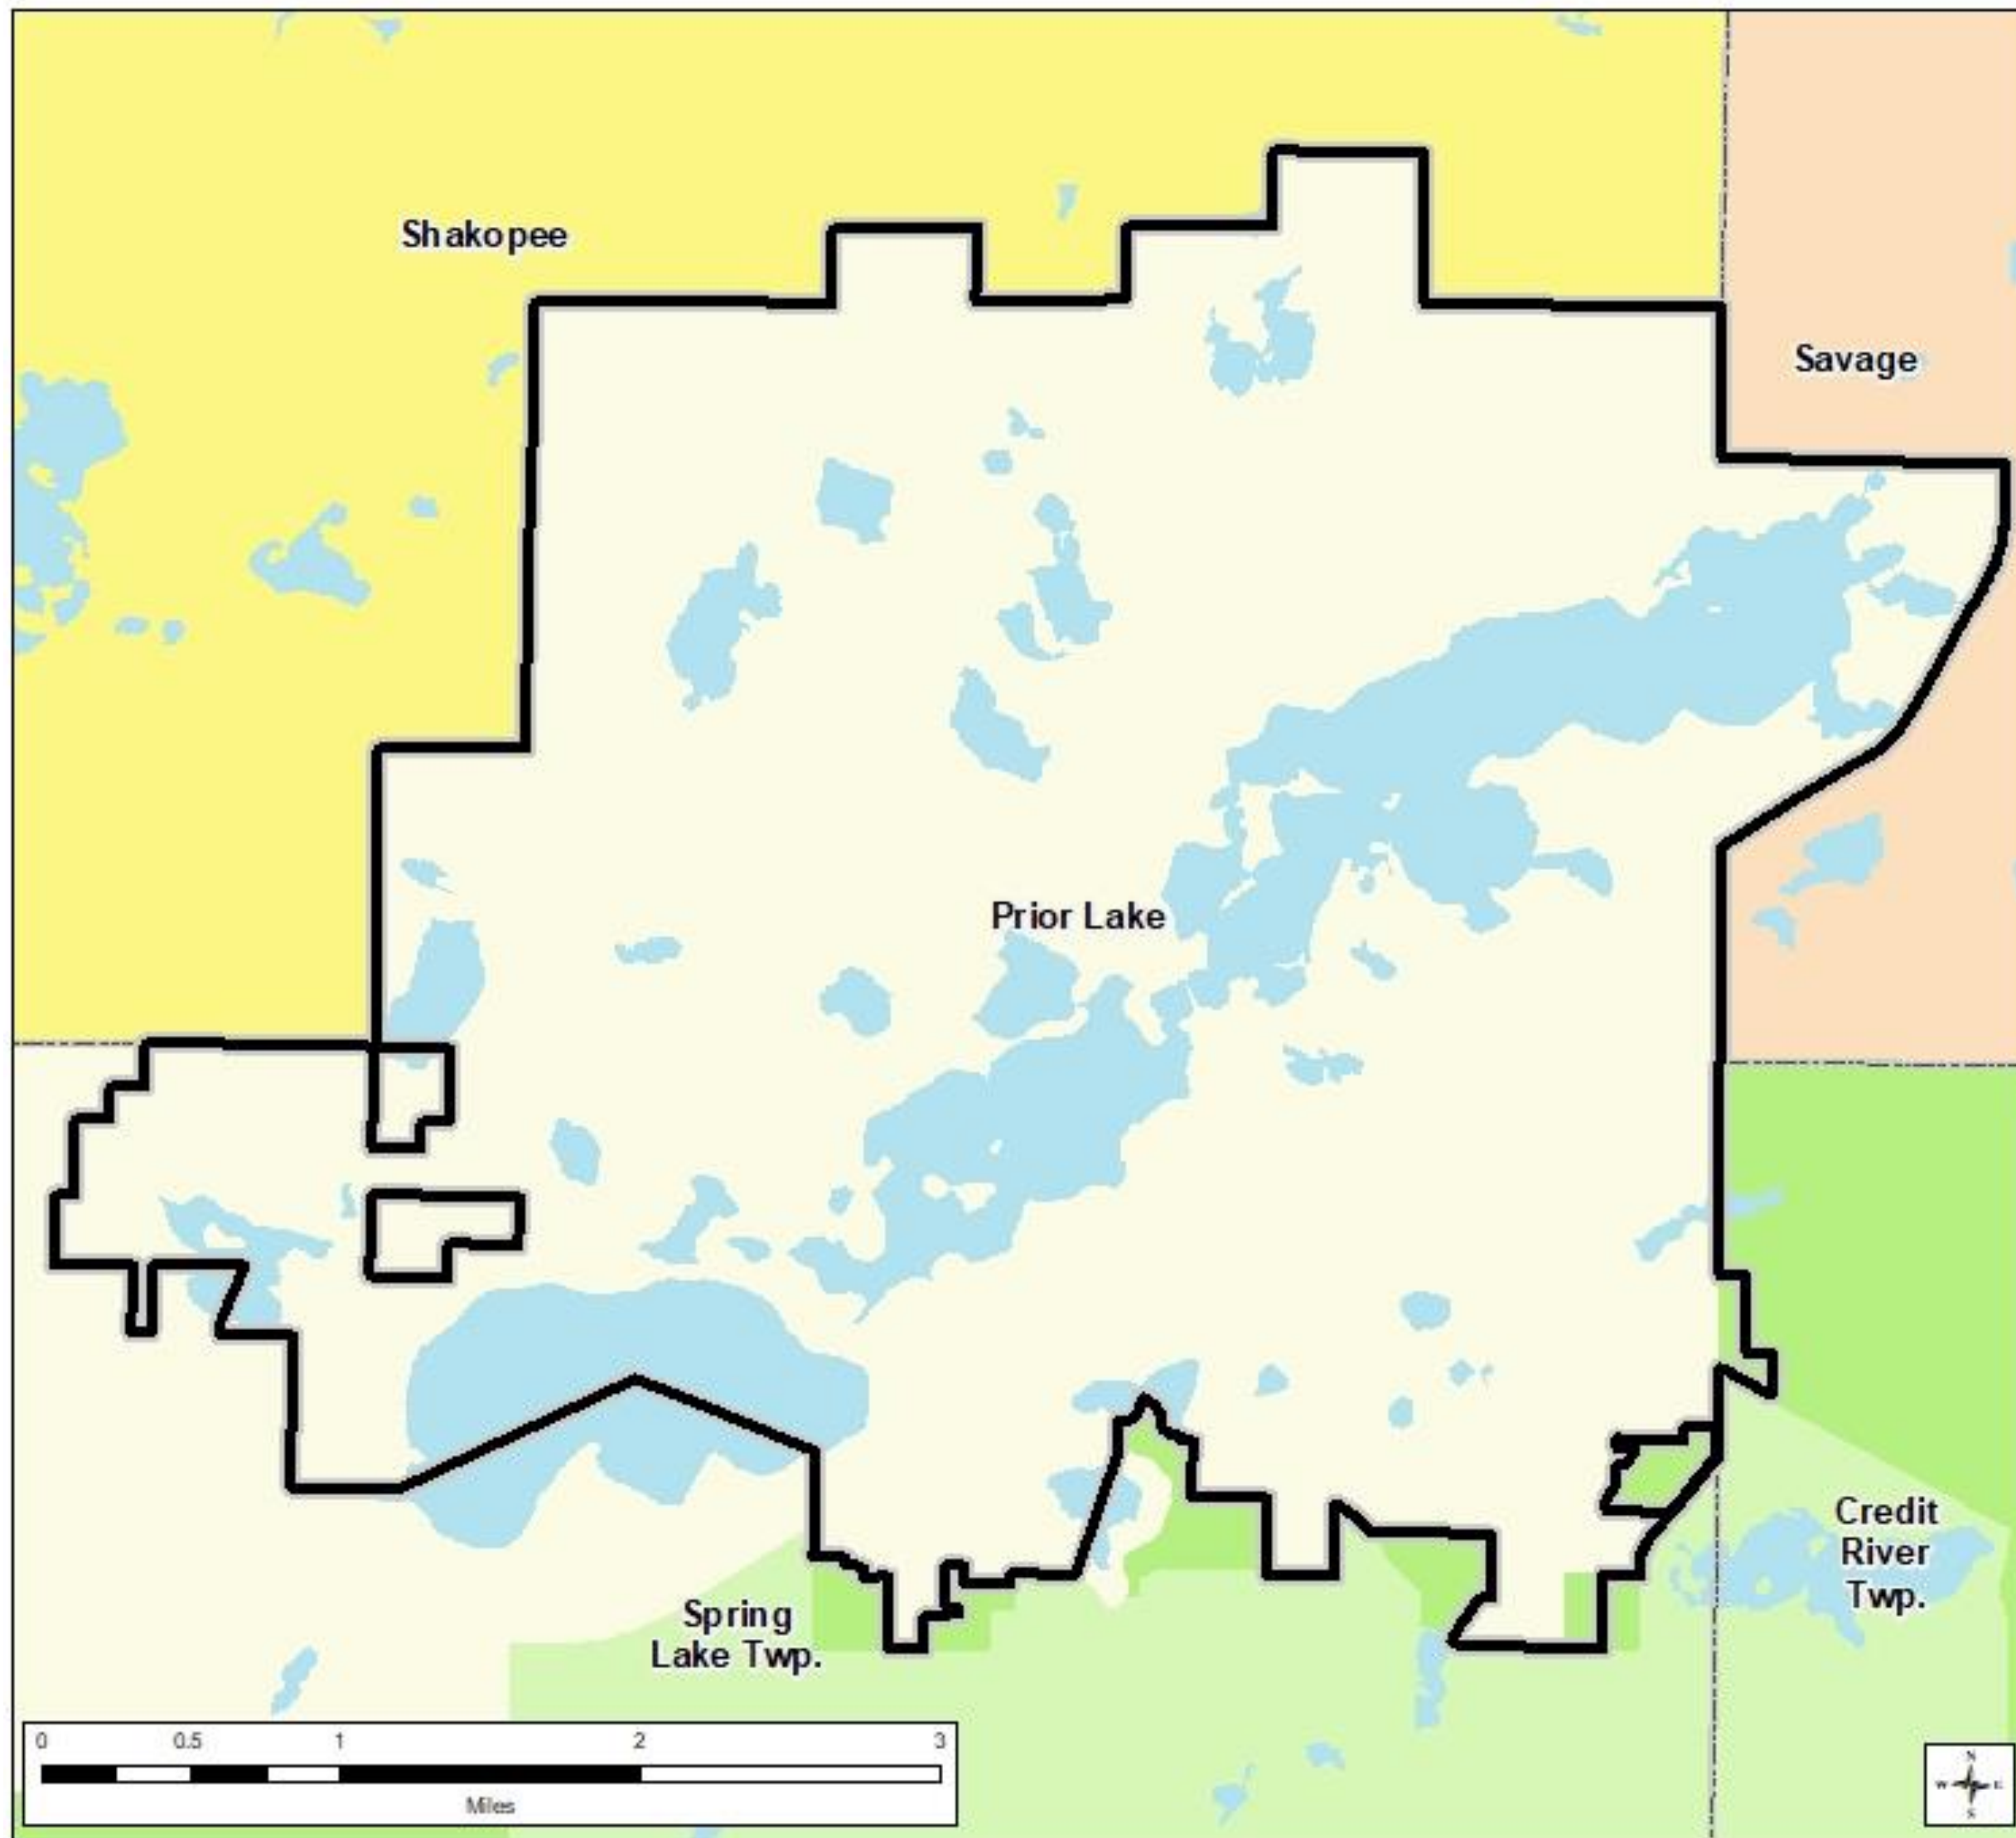 Shakopee
Savage
Prior Lake
Credit
River
Twp.
Spring
Lake Twp.
0 0.5 1 2 3
Miles
N
W E
S